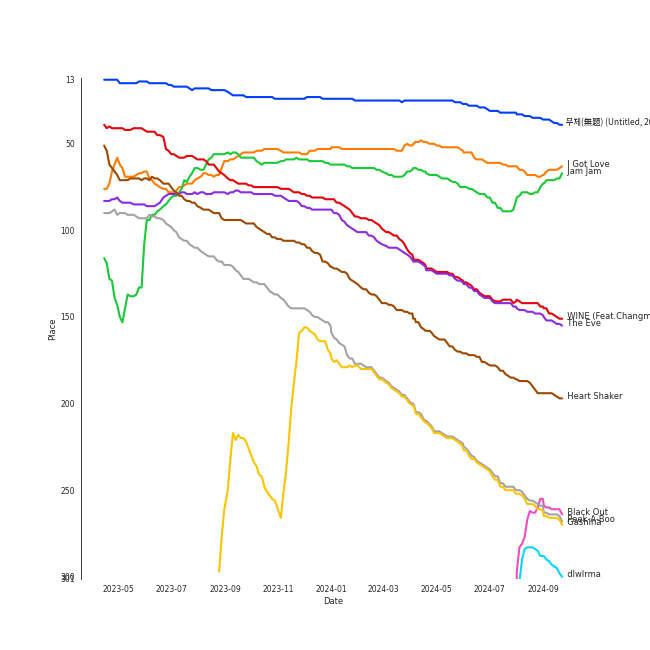 13
50
100
150
200
250
300
301
Place
2023-05
2023-07
2023-09
2023-11
2024-01
2024-03
2024-05
2024-07
2024-09
Date
무제(無題) (Untitled, 20
I Got Love
Jam Jam
WINE (Feat.Changm
The Eve
Heart Shaker
Black Out
Peek-A-Boo
Gashina
dlwlrma